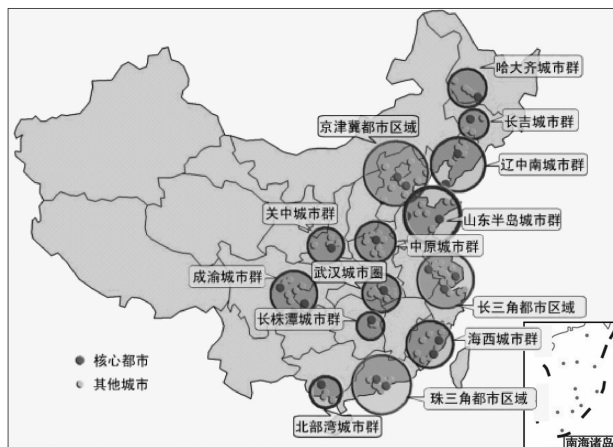 哈大齐城市群
长吉城市群
京津冀都市区域
辽中南城市群
关中城市群
山东半岛城市群
中原城市群
成渝城市群
武汉城市圈
长三角都市区域
长株潭城市群
海西城市群
核心都市
其他城市
珠三角都市区域
北部湾城市群
南海诸岛